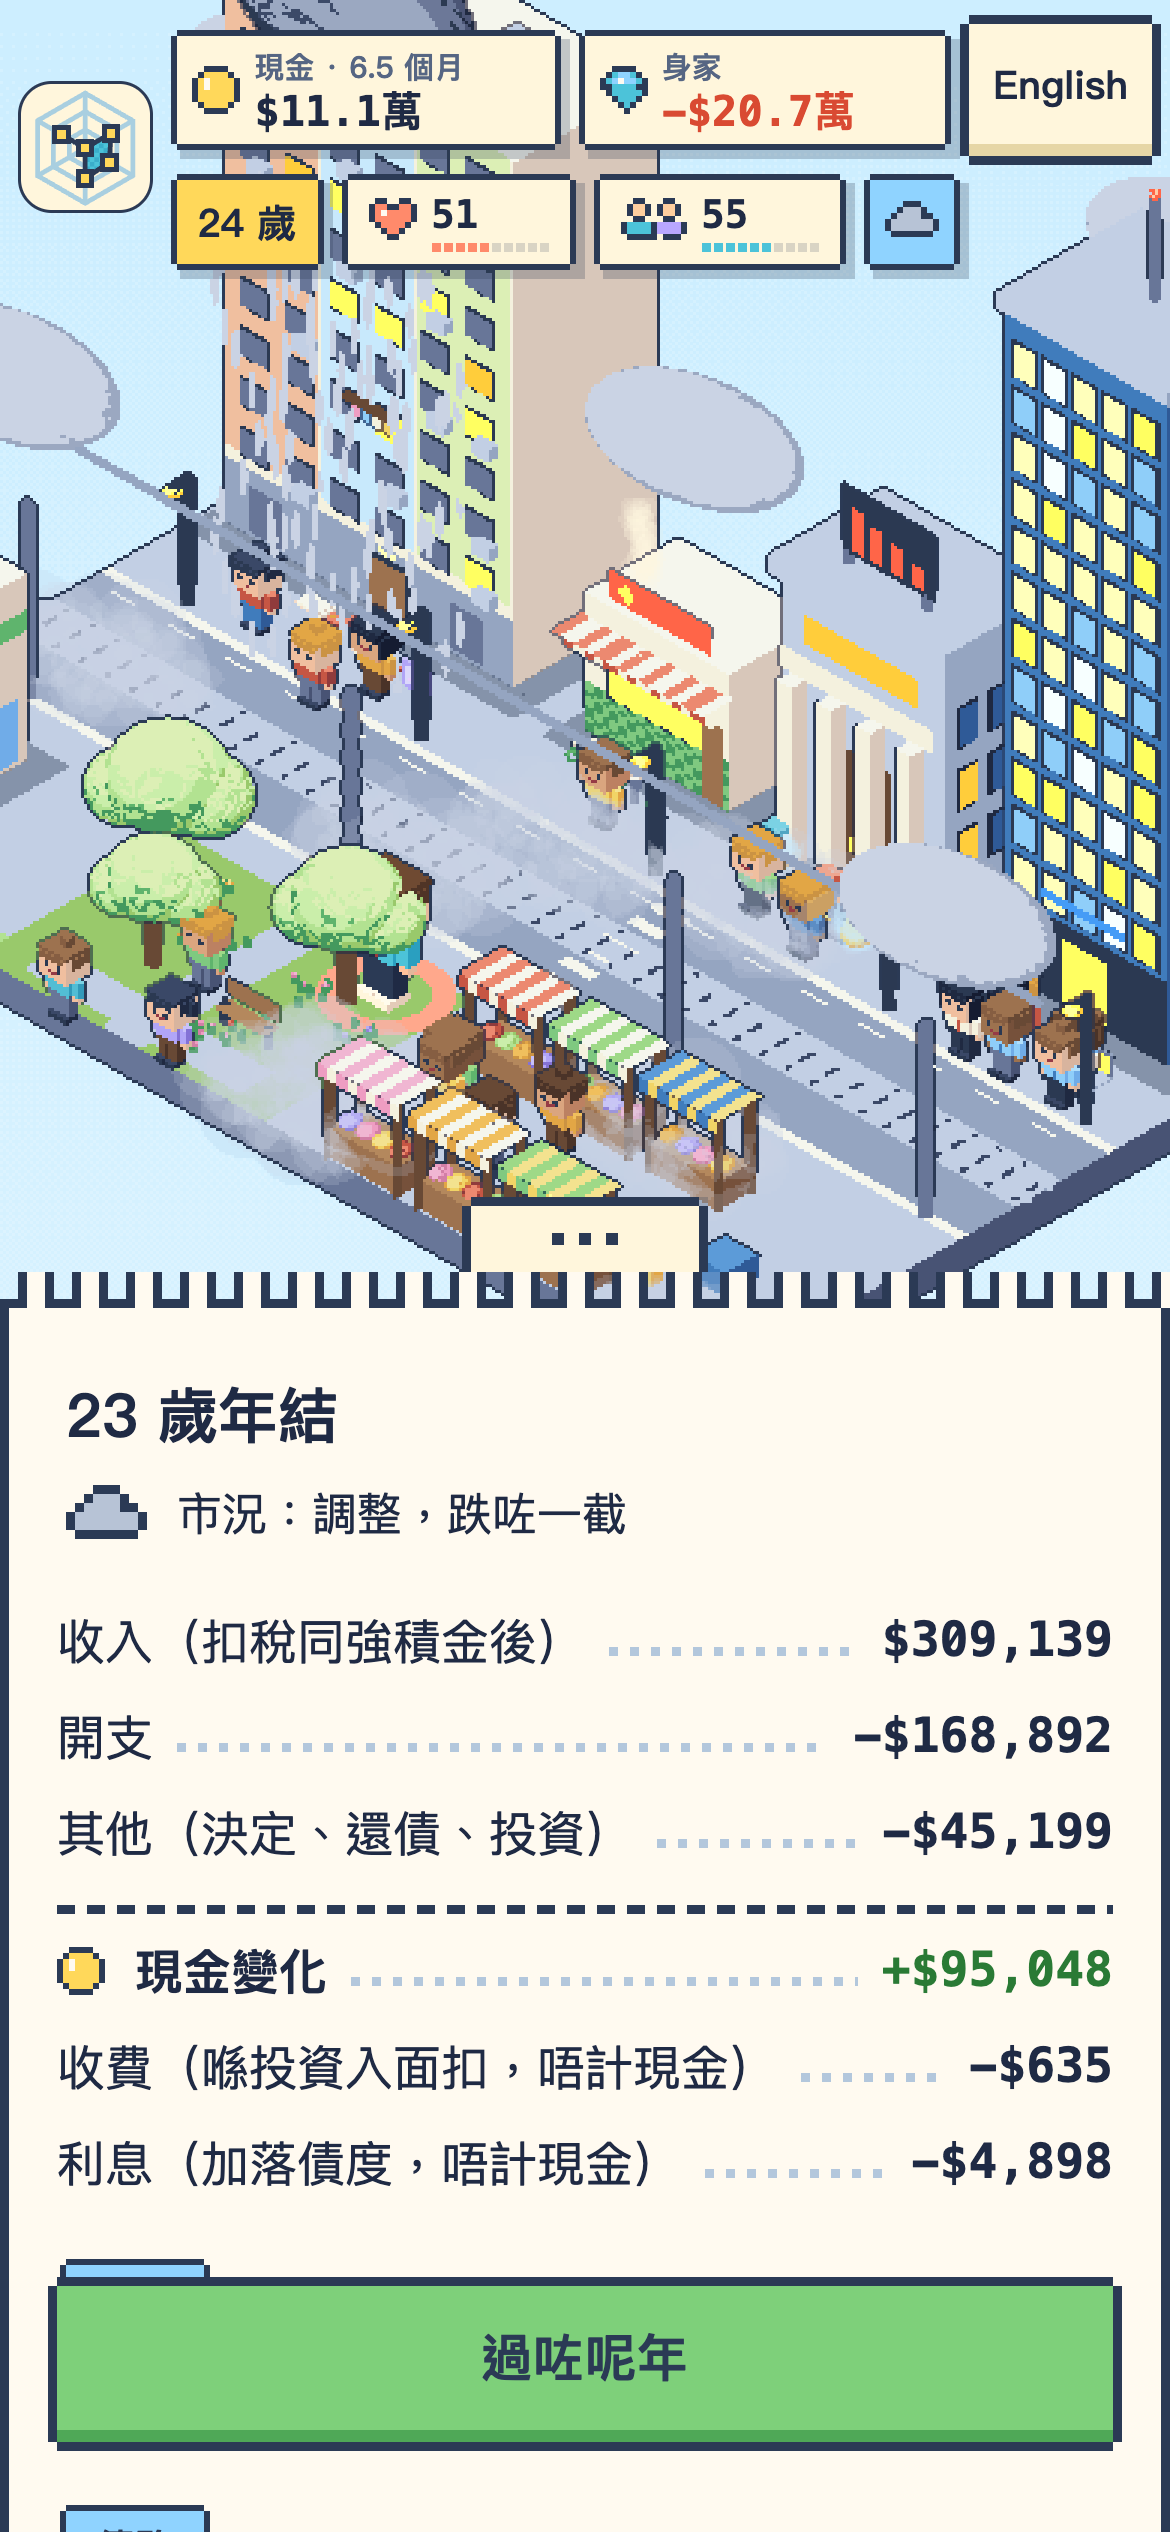 現金 · 6.5 個月
$11.1萬
身家
−$20.7萬
English
24 歲
51
55
23 歲年結
市況：調整，跌咗一截
收入（扣稅同強積金後） $309,139
開支 −$168,892
其他（決定、還債、投資） −$45,199
現金變化 +$95,048
收費（喺投資入面扣，唔計現金） −$635
利息（加落債度，唔計現金） −$4,898
過咗呢年